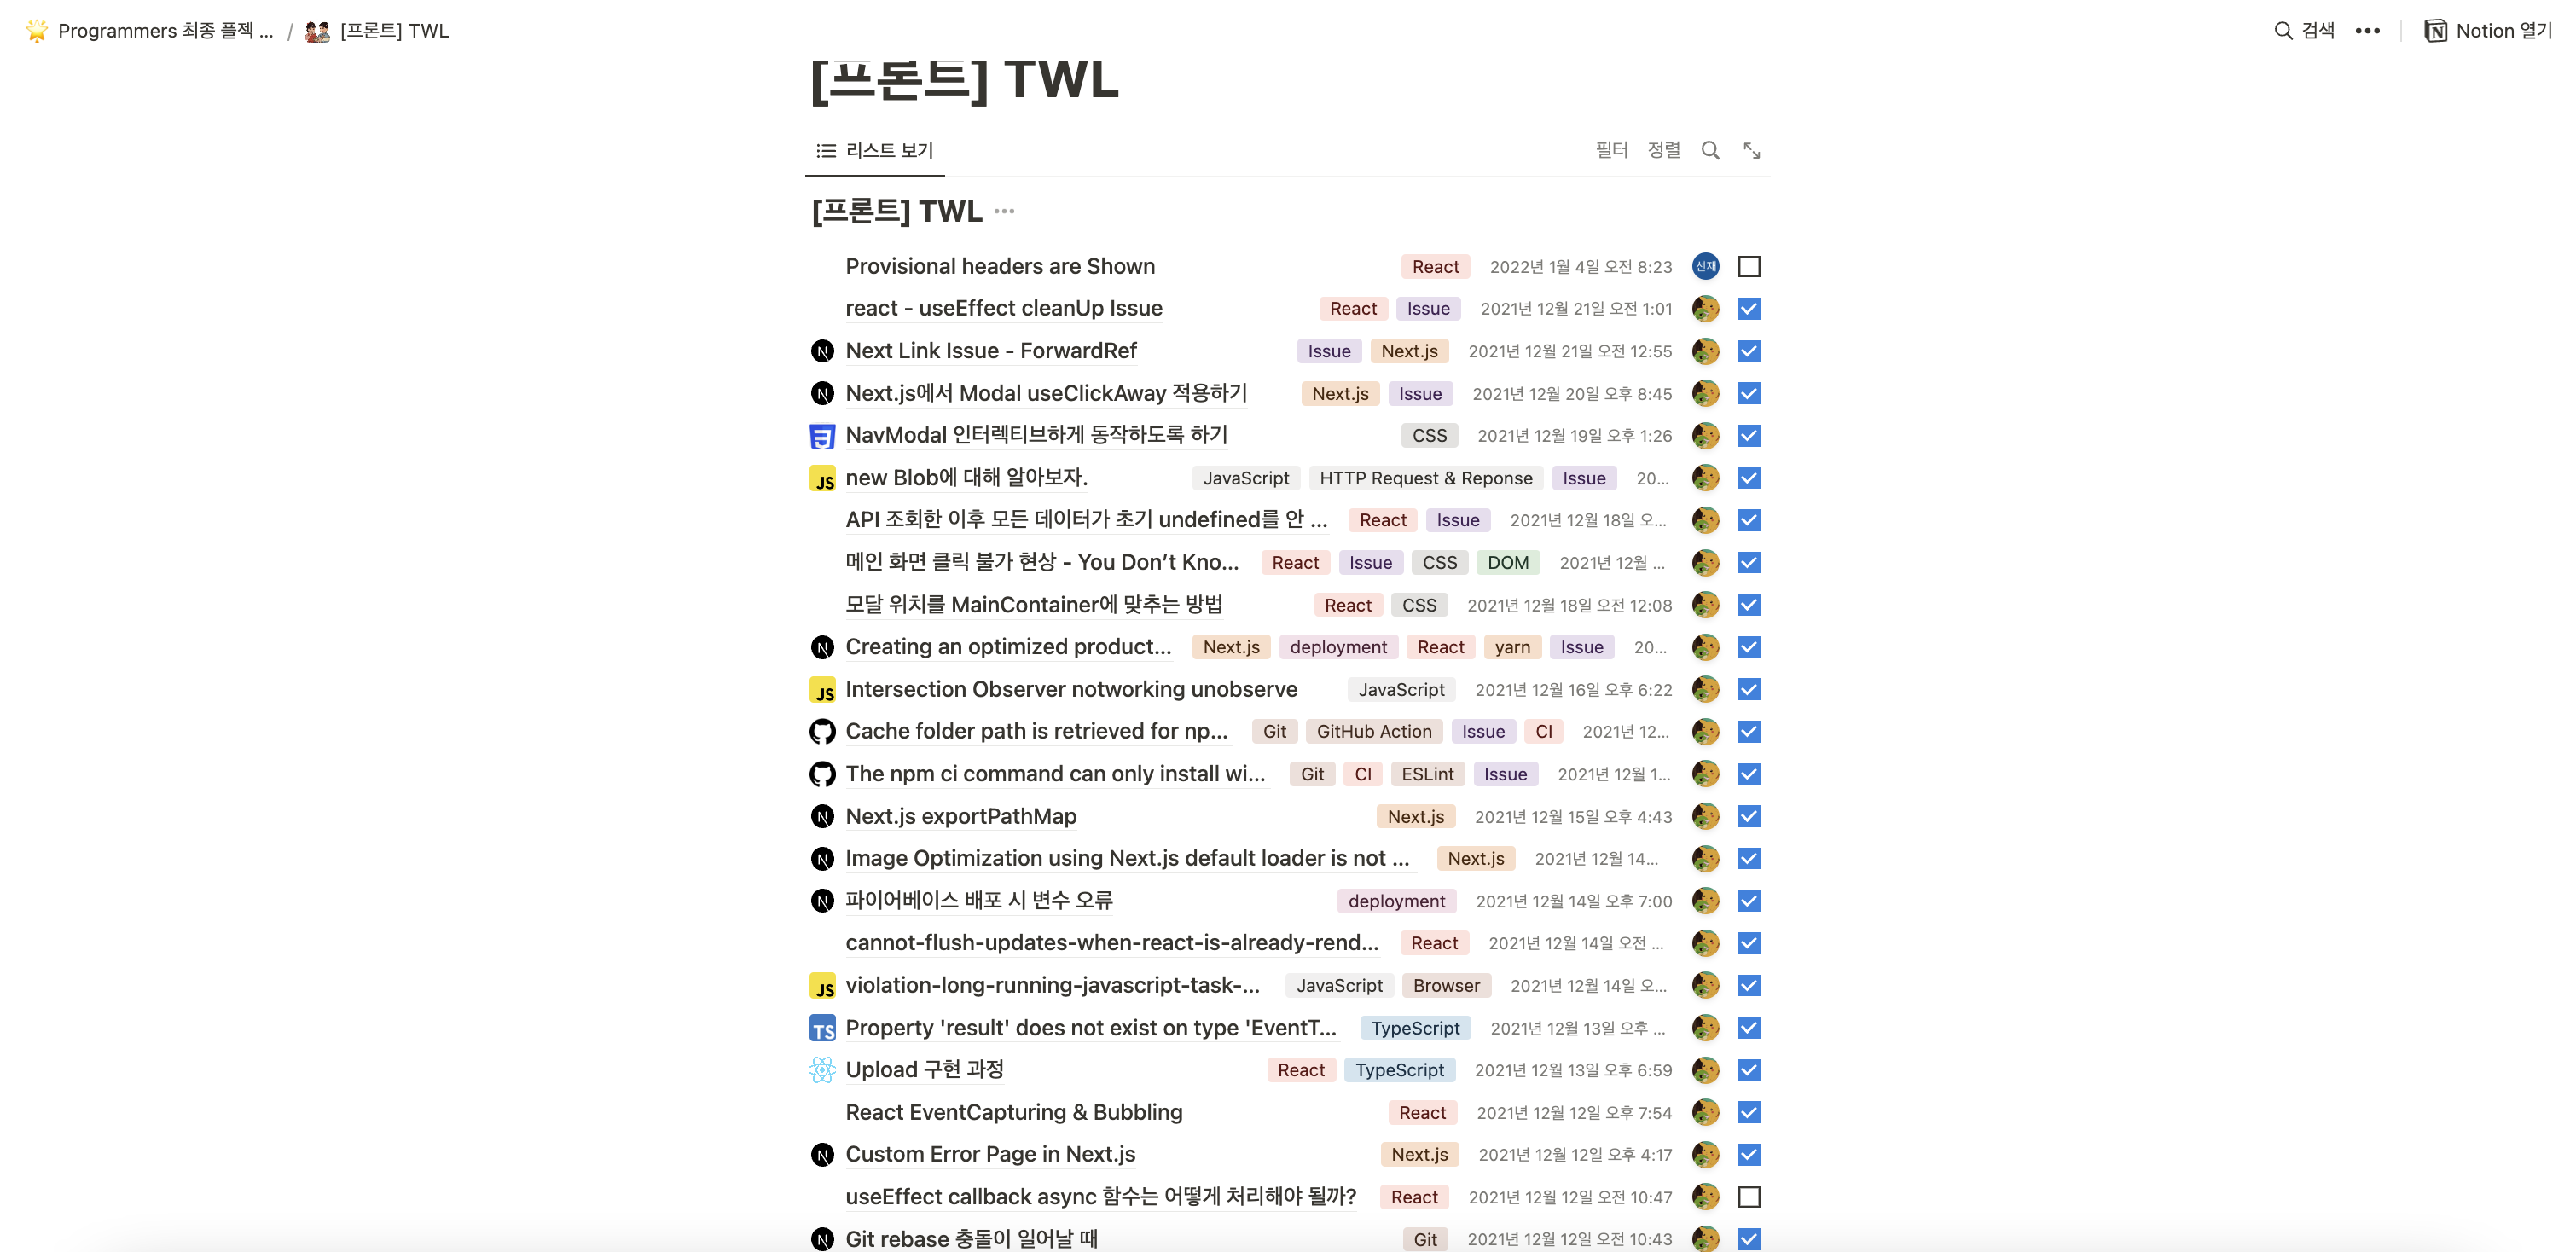 Programmers 최종 플젝 ... / [프론트] TWL
검색 ••• Notion 열기
[프론트] TWL
리스트 보기 필터 정렬
[프론트] TWL ···
Provisional headers are Shown React 2022년 1월 4일 오전 8:23 선재
react - useEffect cleanUp Issue React Issue 2021년 12월 21일 오전 1:01
Next Link Issue - ForwardRef Issue Next.js 2021년 12월 21일 오전 12:55
Next.js에서 Modal useClickAway 적용하기 Next.js Issue 2021년 12월 20일 오후 8:45
NavModal 인터렉티브하게 동작하도록 하기 CSS 2021년 12월 19일 오후 1:26
JS new Blob에 대해 알아보자. JavaScript HTTP Request & Reponse Issue 20...
API 조회한 이후 모든 데이터가 초기 undefined를 안 ... React Issue 2021년 12월 18일 오...
메인 화면 클릭 불가 현상 - You Don’t Kno... React Issue CSS DOM 2021년 12월 ...
모달 위치를 MainContainer에 맞추는 방법 React CSS 2021년 12월 18일 오전 12:08
Creating an optimized product... Next.js deployment React yarn Issue 20...
JS Intersection Observer notworking unobserve JavaScript 2021년 12월 16일 오후 6:22
Cache folder path is retrieved for np... Git GitHub Action Issue CI 2021년 12...
The npm ci command can only install wi... Git CI ESLint Issue 2021년 12월 1...
Next.js exportPathMap Next.js 2021년 12월 15일 오후 4:43
Image Optimization using Next.js default loader is not ... Next.js 2021년 12월 14...
파이어베이스 배포 시 변수 오류 deployment 2021년 12월 14일 오후 7:00
cannot-flush-updates-when-react-is-already-rend... React 2021년 12월 14일 오전 ...
JS violation-long-running-javascript-task-... JavaScript Browser 2021년 12월 14일 오...
TS Property 'result' does not exist on type 'EventT... TypeScript 2021년 12월 13일 오후 ...
Upload 구현 과정 React TypeScript 2021년 12월 13일 오후 6:59
React EventCapturing & Bubbling React 2021년 12월 12일 오후 7:54
Custom Error Page in Next.js Next.js 2021년 12월 12일 오후 4:17
useEffect callback async 함수는 어떻게 처리해야 될까? React 2021년 12월 12일 오전 10:47
Git rebase 충돌이 일어날 때 Git 2021년 12월 12일 오전 10:43